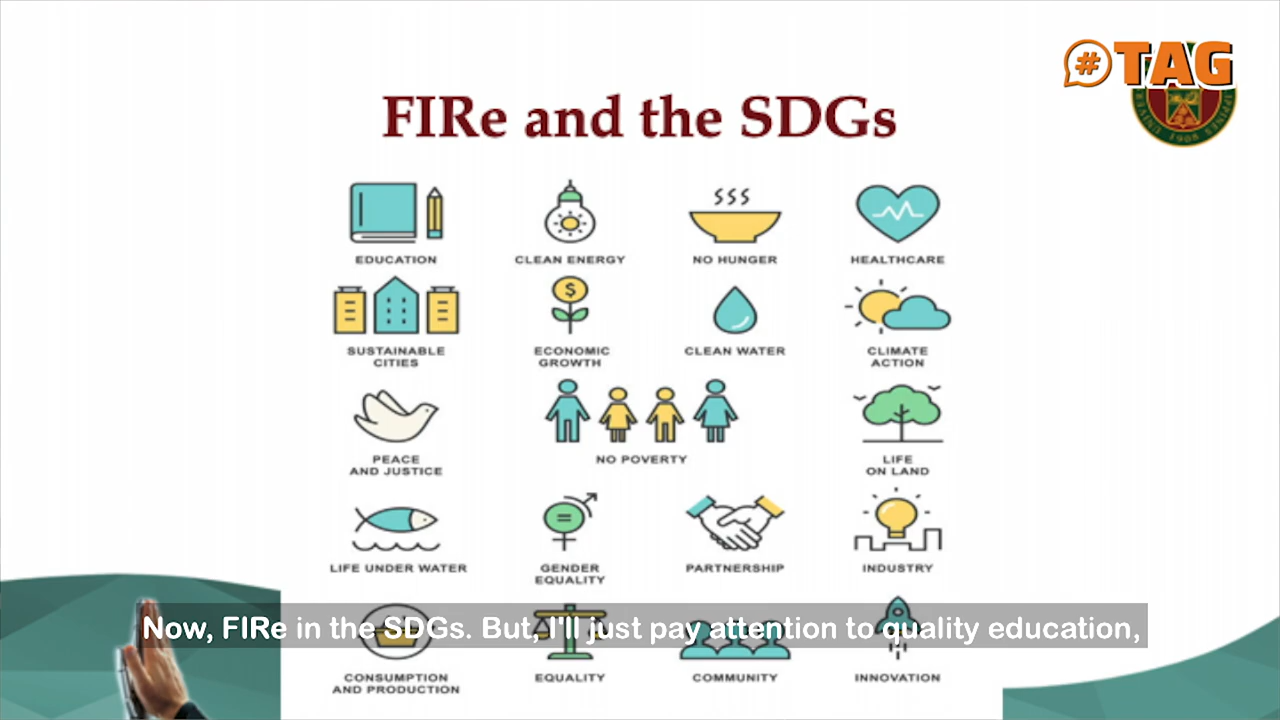 #TAG
FIRe and the SDGs
1908
EDUCATION
CLEAN ENERGY
NO HUNGER
HEALTHCARE
SUSTAINABLE
CITIES
ECONOMIC
GROWTH
CLEAN WATER
CLIMATE
ACTION
PEACE
AND JUSTICE
NO POVERTY
LIFE
ON LAND
LIFE UNDER WATER
GENDER
EQUALITY
PARTNERSHIP
INDUSTRY
Now, FIRe in the SDGs. But, I'll just pay attention to quality education,
CONSUMPTION
AND PRODUCTION
EQUALITY
COMMUNITY
INNOVATION